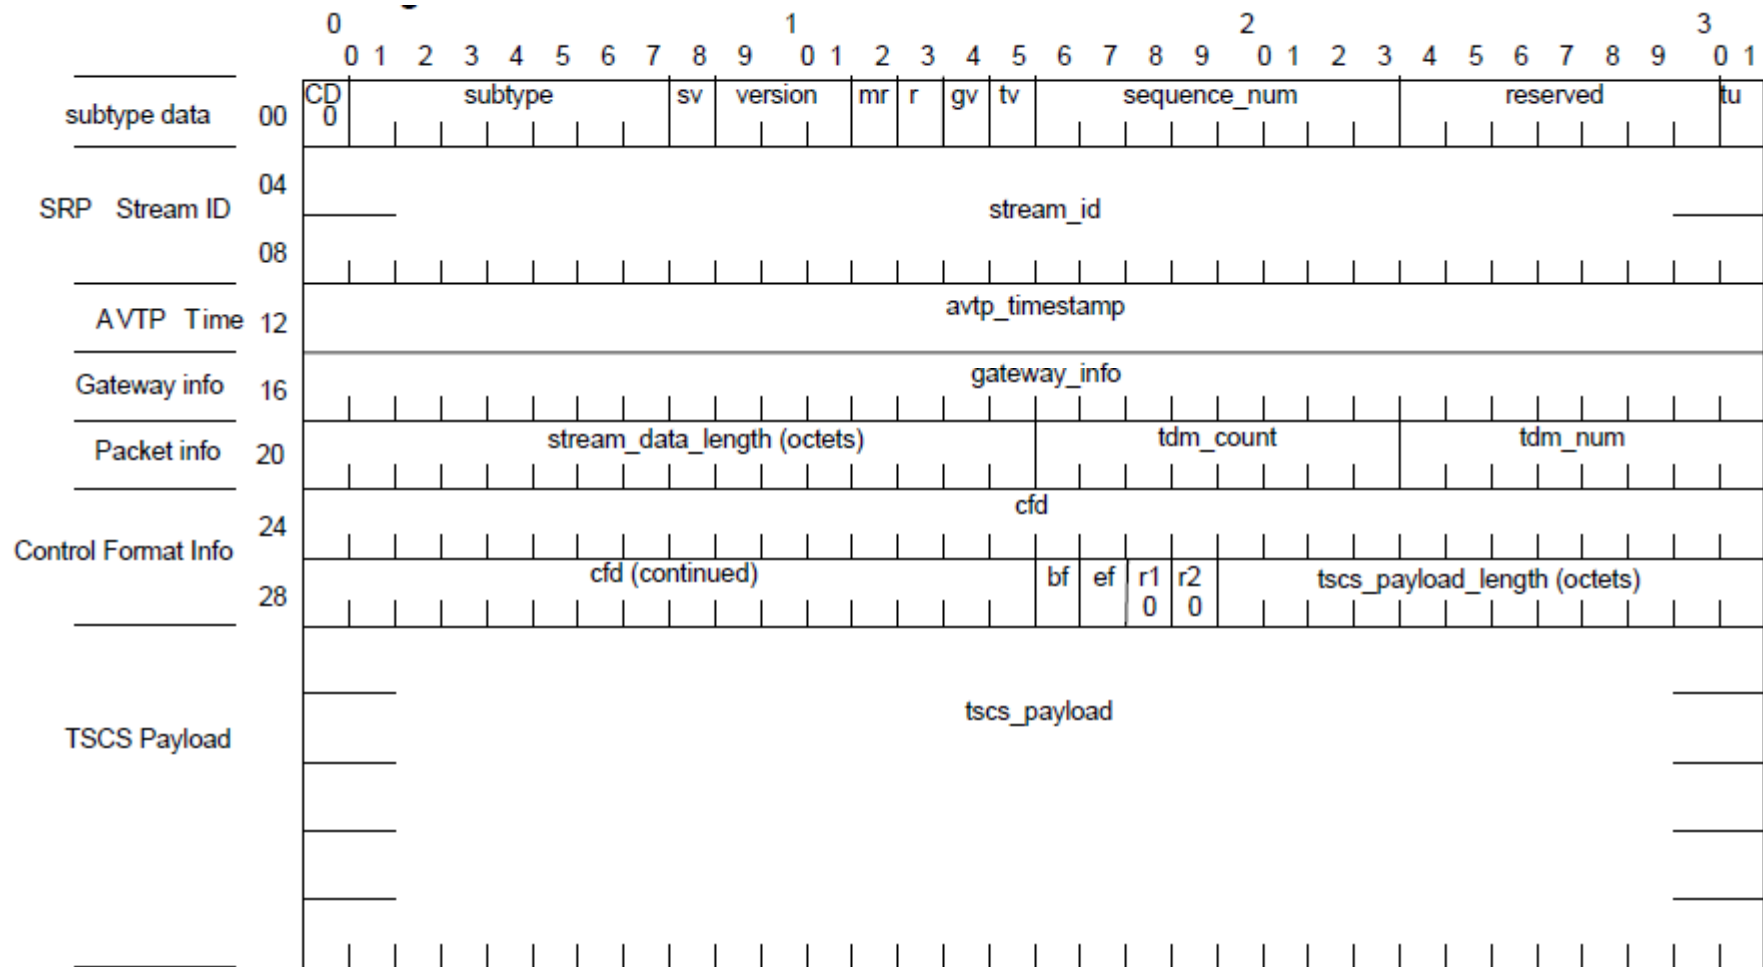 0 1 2 3
0 1 2 3 4 5 6 7 8 9 0 1 2 3 4 5 6 7 8 9 0 1 2 3 4 5 6 7 8 9 0 1
CD subtype sv version mr r gv tv sequence_num reserved tu
subtype data 00 0
04
SRP Stream ID stream_id
08
avtp_timestamp
AVTP Time 12
gateway_info
Gateway info 16
stream_data_length (octets) tdm_count tdm_num
Packet info 20
cfd
24
Control Format Info
cfd (continued) bf ef r1 r2 tscs_payload_length (octets)
28 0 0
tscs_payload
TSCS Payload